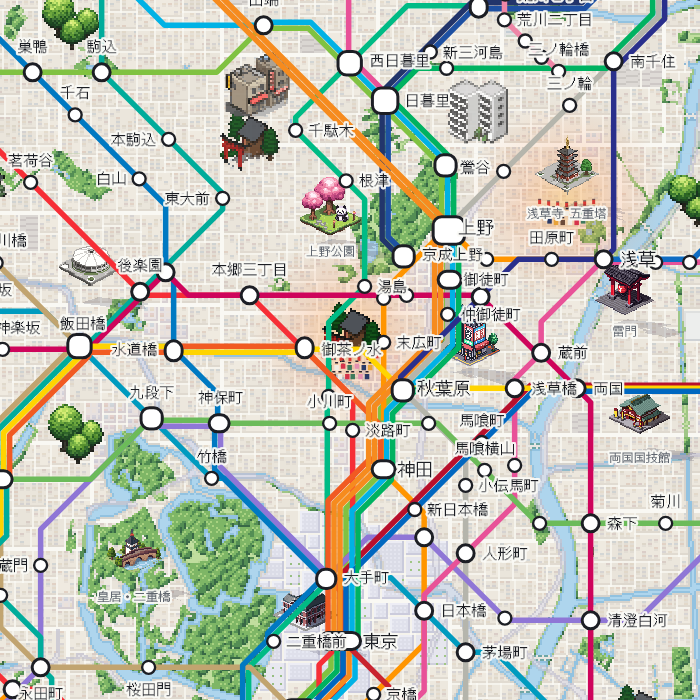 田端
荒川二丁目
巣鴨
駒込
西日暮里
新三河島
三ノ輪橋
南千住
三ノ輪
千石
日暮里
千駄木
本駒込
鶯谷
茗荷谷
白山
根津
東大前
浅草寺 五重塔
上野
田原町
上野公園
川橋
後楽園
京成上野
浅草
本郷三丁目
御徒町
坂
湯島
仲御徒町
飯田橋
神楽坂
雷門
水道橋
御茶ノ水
末広町
蔵前
九段下
神保町
小川町
秋葉原
浅草橋
両国
淡路町
馬喰町
竹橋
馬喰横山
両国国技館
神田
小伝馬町
菊川
新日本橋
森下
人形町
蔵門
大手町
皇居・二重橋
日本橋
清澄白河
二重橋前
東京
茅場町
永田町
桜田門
京橋